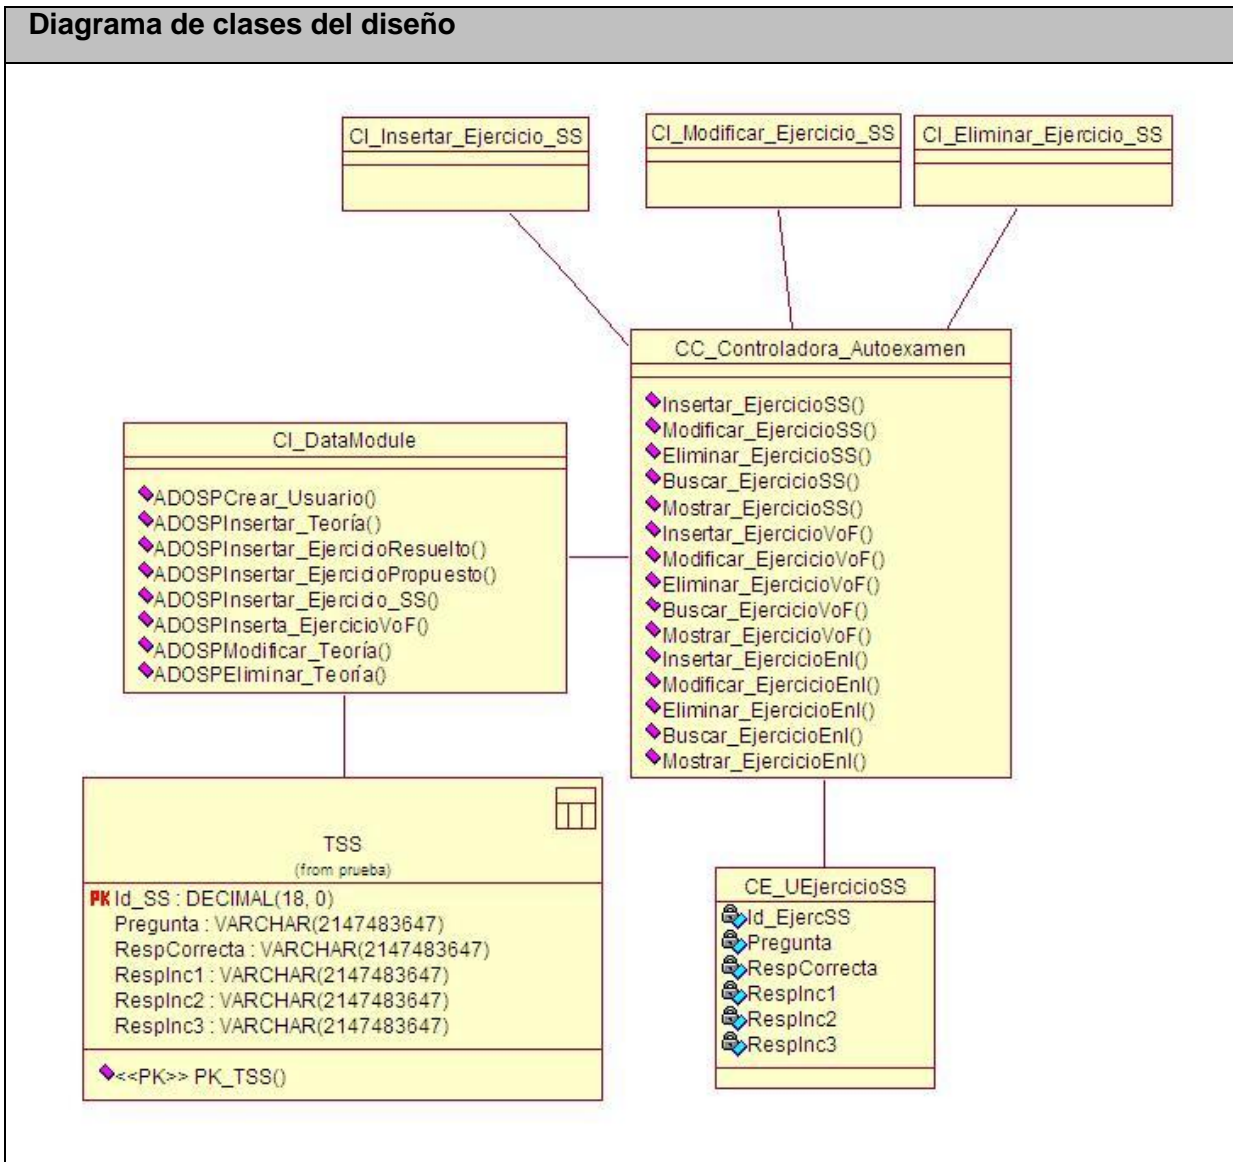 Diagrama de clases del diseño
CI_Insertar_Ejercicio_SS
CI_Modificar_Ejercicio_SS
CI_Eliminar_Ejercicio_SS
CC_Controladora_Autoexamen
Insertar_EjercicioSS()
Modificar_EjercicioSS()
Eliminar_EjercicioSS()
Buscar_EjercicioSS()
Mostrar_EjercicioSS()
Insertar_EjercicioVoF()
Modificar_EjercicioVoF()
Eliminar_EjercicioVoF()
Buscar_EjercicioVoF()
Mostrar_EjercicioVoF()
Insertar_EjercicioEnl()
Modificar_EjercicioEnl()
Eliminar_EjercicioEnl()
Buscar_EjercicioEnl()
Mostrar_EjercicioEnl()
CI_DataModule
ADOSPCrear_Usuario()
ADOSPInsertar_Teoría()
ADOSPInsertar_EjercicioResuelto()
ADOSPInsertar_EjercicioPropuesto()
ADOSPInsertar_Ejercicio_SS()
ADOSPInserta_EjercicioVoF()
ADOSPModificar_Teoría()
ADOSPEliminar_Teoría()
TSS
(from prueba)
PK Id_SS : DECIMAL(18, 0)
Pregunta : VARCHAR(2147483647)
RespCorrecta : VARCHAR(2147483647)
RespInc1 : VARCHAR(2147483647)
RespInc2 : VARCHAR(2147483647)
RespInc3 : VARCHAR(2147483647)
<<PK>> PK_TSS()
CE_UEjercicioSS
Id_EjercSS
Pregunta
RespCorrecta
RespInc1
RespInc2
RespInc3